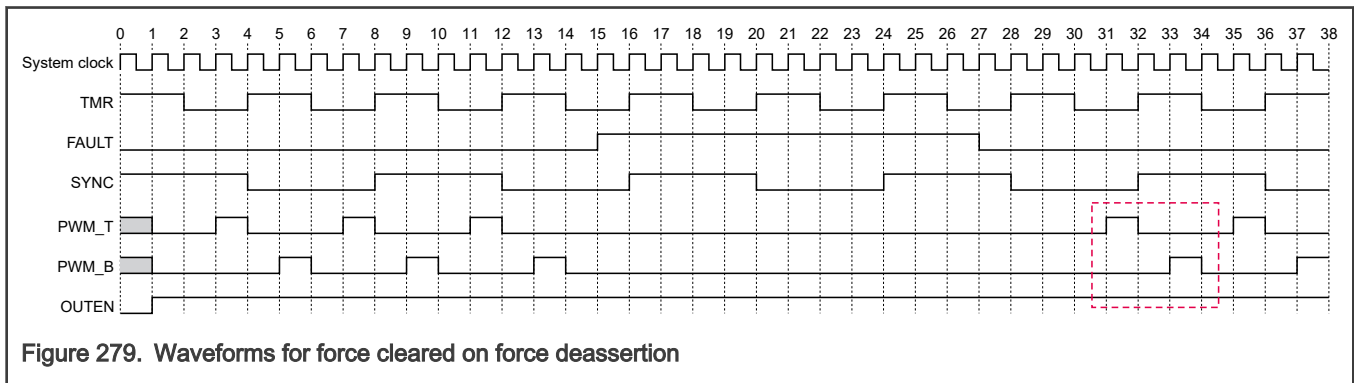 0 1 2 3 4 5 6 7 8 9 10 11 12 13 14 15 16 17 18 19 20 21 22 23 24 25 26 27 28 29 30 31 32 33 34 35 36 37 38
System clock
TMR
FAULT
SYNC
PWM_T
PWM_B
OUTEN
Figure 279. Waveforms for force cleared on force deassertion